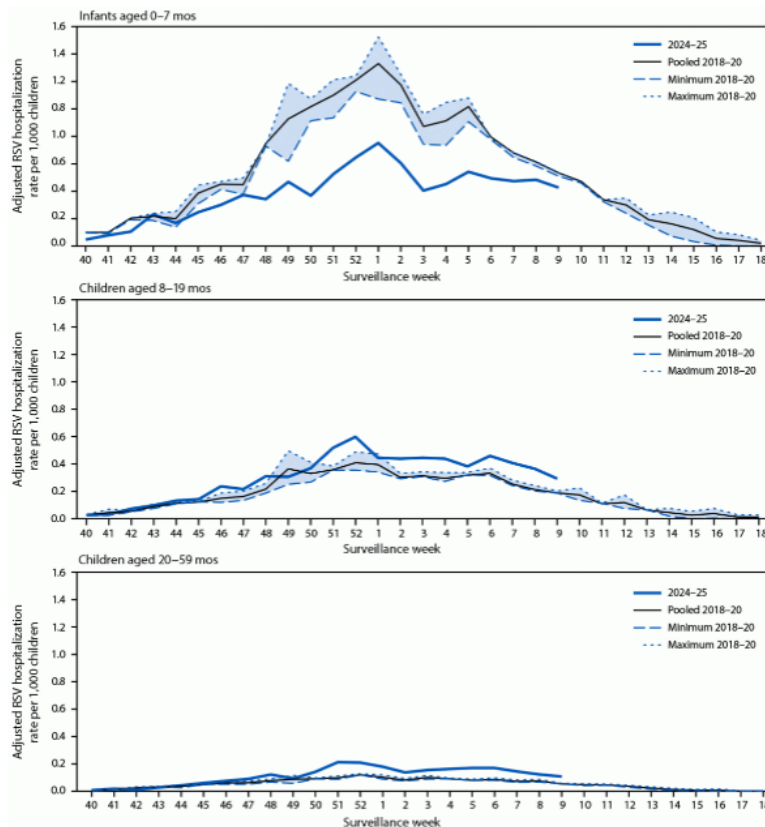 Infants aged 0–7 mos
Adjusted RSV hospitalization
rate per 1,000 children
1.6
1.4
1.2
1.0
0.8
0.6
0.4
0.2
0.0
2024–25
Pooled 2018–20
Minimum 2018–20
Maximum 2018–20
40 41 42 43 44 45 46 47 48 49 50 51 52 1 2 3 4 5 6 7 8 9 10 11 12 13 14 15 16 17 18
Surveillance week
Children aged 8–19 mos
Adjusted RSV hospitalization
rate per 1,000 children
1.6
1.4
1.2
1.0
0.8
0.6
0.4
0.2
0.0
2024–25
Pooled 2018–20
Minimum 2018–20
Maximum 2018–20
40 41 42 43 44 45 46 47 48 49 50 51 52 1 2 3 4 5 6 7 8 9 10 11 12 13 14 15 16 17 18
Surveillance week
Children aged 20–59 mos
Adjusted RSV hospitalization
rate per 1,000 children
1.6
1.4
1.2
1.0
0.8
0.6
0.4
0.2
0.0
2024–25
Pooled 2018–20
Minimum 2018–20
Maximum 2018–20
40 41 42 43 44 45 46 47 48 49 50 51 52 1 2 3 4 5 6 7 8 9 10 11 12 13 14 15 16 17 18
Surveillance week